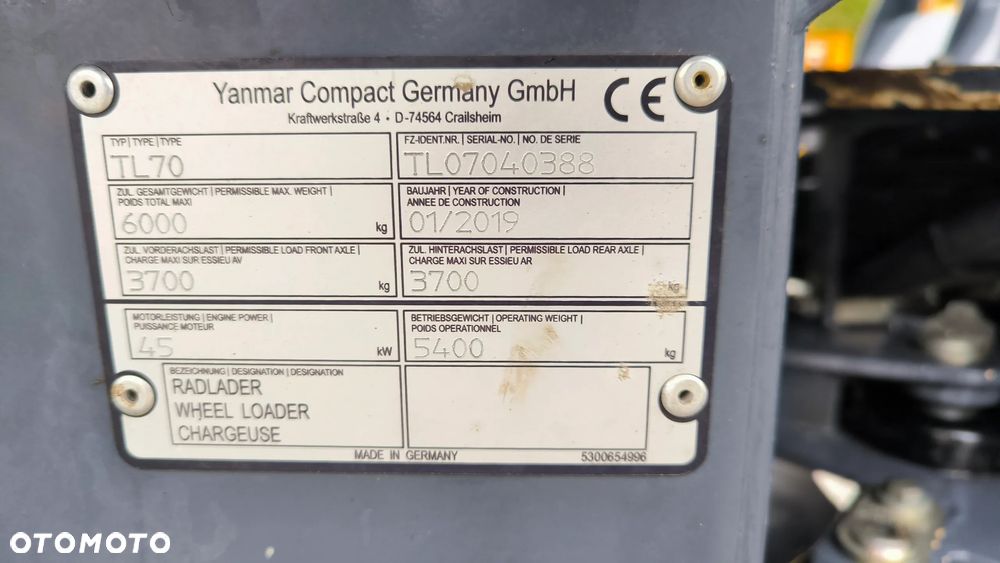 Yanmar Compact Germany GmbH CE
Kraftwerkstraße 4 • D-74564 Crailsheim
TYP | TYPE | TYPE
TL70
FZ-IDENT.NR. | SERIAL-NO. | NO. DE SERIE
TL07040388
ZUL. GESAMTGEWICHT | PERMISSIBLE MAX. WEIGHT |
POIDS TOTAL MAXI
6000 kg
BAUJAHR | YEAR OF CONSTRUCTION |
ANNEE DE CONSTRUCTION
01/2019
ZUL. VORDERACHSLAST | PERMISSIBLE LOAD FRONT AXLE |
CHARGE MAXI SUR ESSIEU AV
3700 kg
ZUL. HINTERACHSLAST | PERMISSIBLE LOAD REAR AXLE |
CHARGE MAXI SUR ESSIEU AR
3700 kg
MOTORLEISTUNG | ENGINE POWER |
PUISSANCE MOTEUR
45 kW
BETRIEBSGEWICHT | OPERATING WEIGHT |
POIDS OPERATIONNEL
5400 kg
BEZEICHNUNG | DESIGNATION | DESIGNATION
RADLADER
WHEEL LOADER
CHARGEUSE
MADE IN GERMANY
5300654996
OTOMOTO